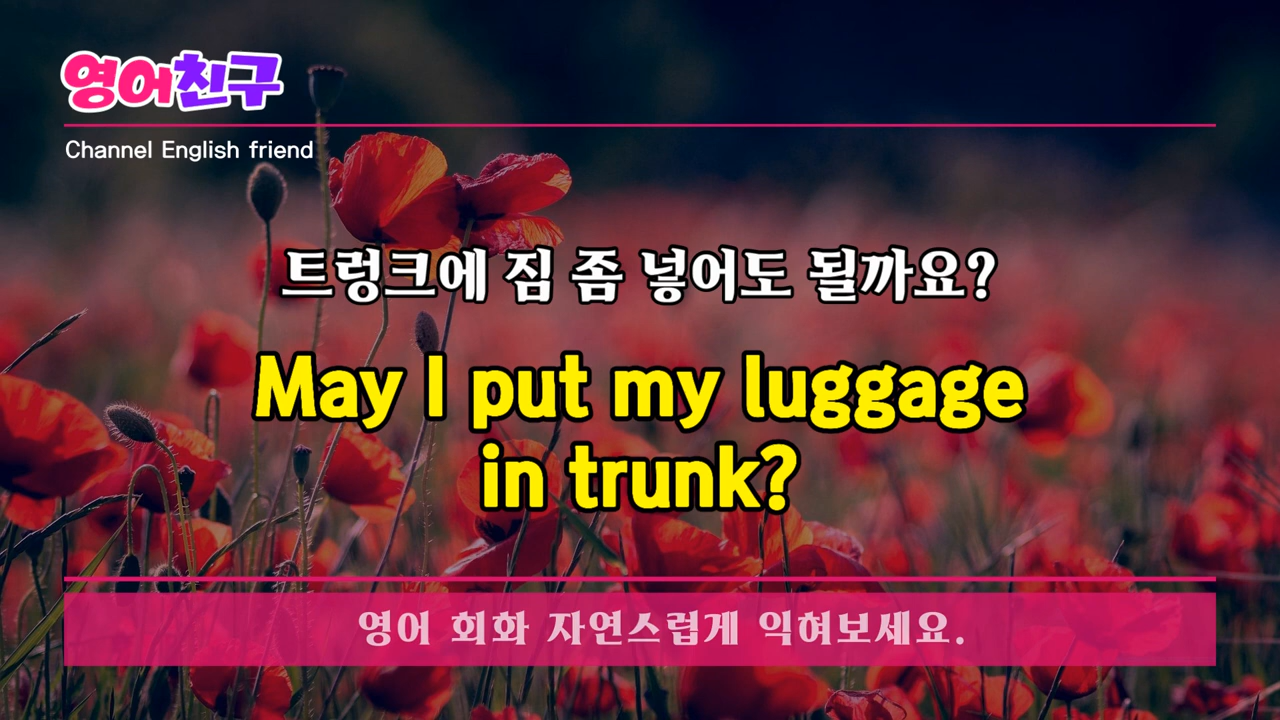 영어친구
Channel English friend
트렁크에 짐 좀 넣어도 될까요?
May I put my luggage
in trunk?
영어 회화 자연스럽게 익혀보세요.